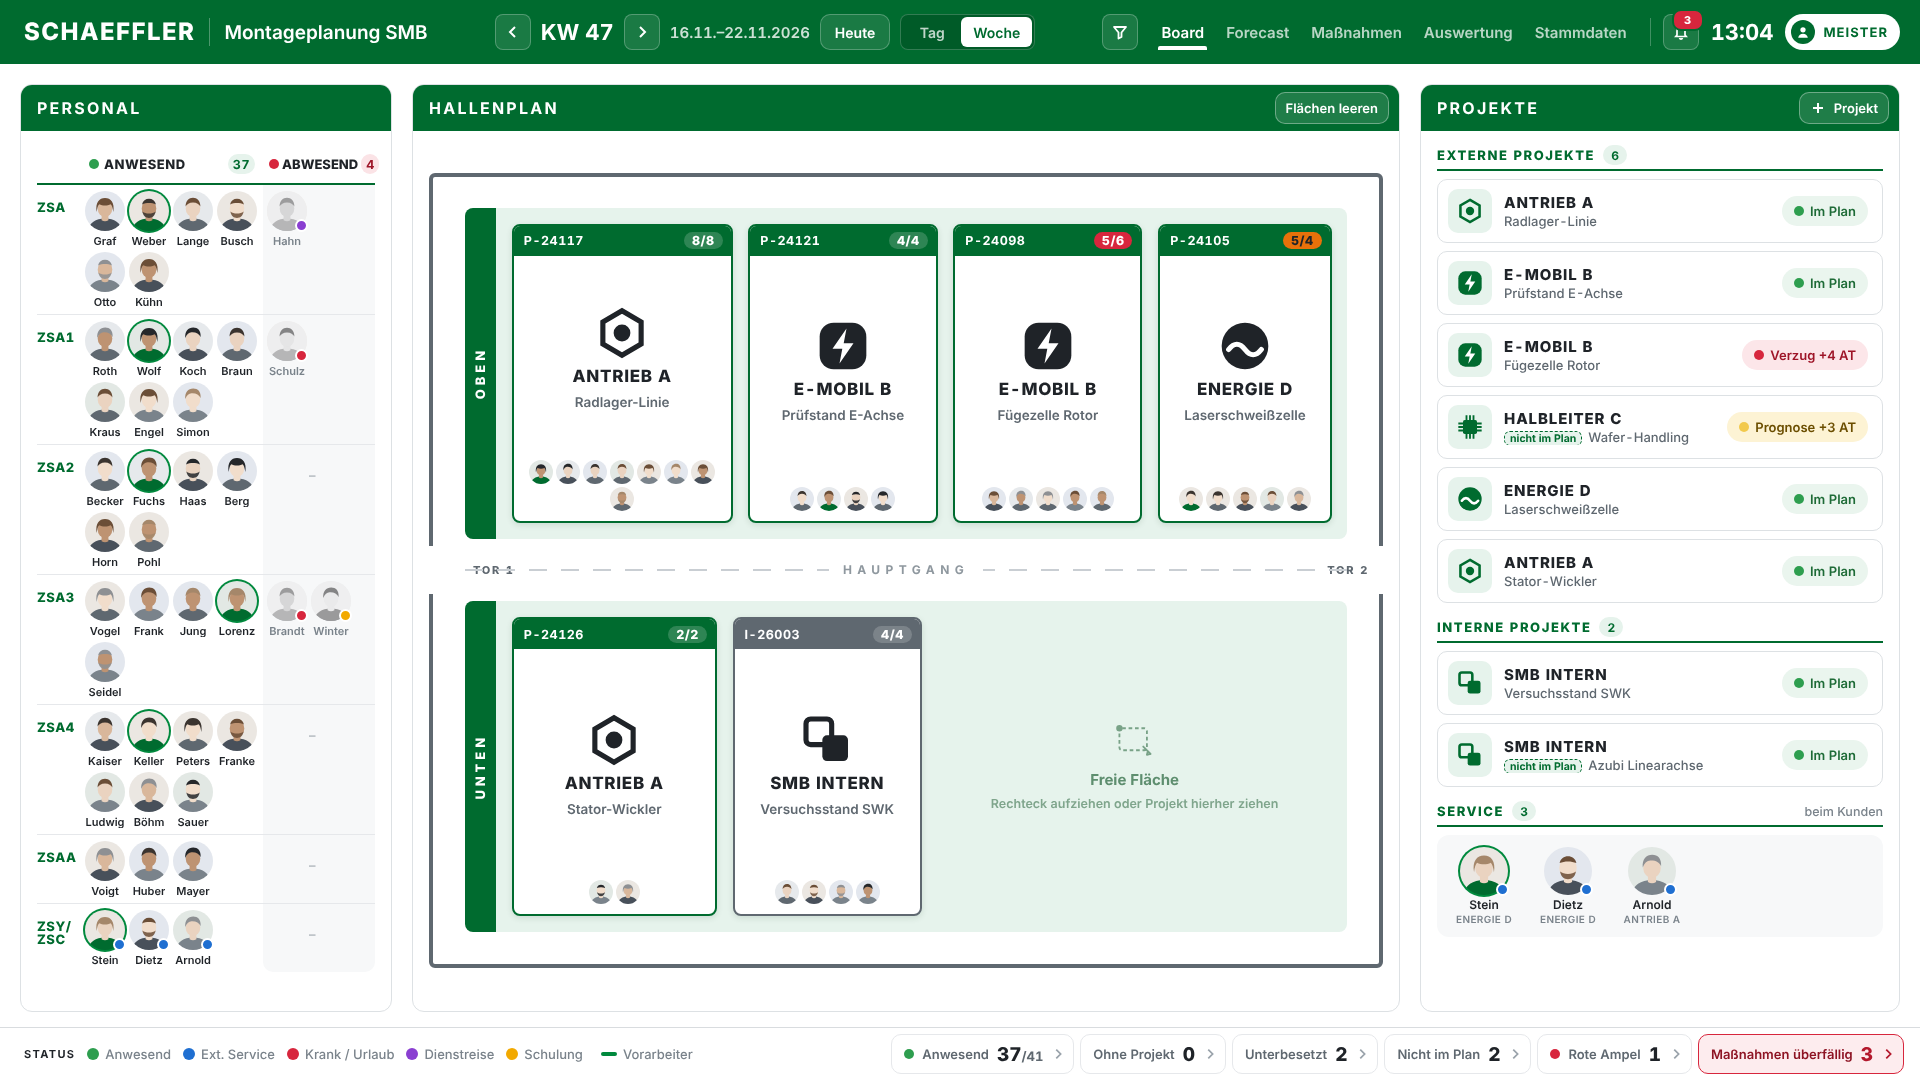 SCHAEFFLER
Montageplanung SMB
KW 47
16.11.–22.11.2026
Heute
Tag
Woche
Board
Forecast
Maßnahmen
Auswertung
Stammdaten
3
13:04
MEISTER
PERSONAL
ANWESEND 37
ABWESEND 4
ZSA
Graf
Weber
Lange
Busch
Hahn
Otto
Kühn
ZSA1
Roth
Wolf
Koch
Braun
Schulz
Kraus
Engel
Simon
ZSA2
Becker
Fuchs
Haas
Berg
–
Horn
Pohl
ZSA3
Vogel
Frank
Jung
Lorenz
Brandt
Winter
Seidel
ZSA4
Kaiser
Keller
Peters
Franke
–
Ludwig
Böhm
Sauer
ZSAA
Voigt
Huber
Mayer
–
ZSY/
ZSC
Stein
Dietz
Arnold
–
HALLENPLAN
Flächen leeren
OBEN
P-24117 8/8
ANTRIEB A
Radlager-Linie
P-24121 4/4
E-MOBIL B
Prüfstand E-Achse
P-24098 5/6
E-MOBIL B
Fügezelle Rotor
P-24105 5/4
ENERGIE D
Laserschweißzelle
TOR 1
HAUPTGANG
TOR 2
UNTEN
P-24126 2/2
ANTRIEB A
Stator-Wickler
I-26003 4/4
SMB INTERN
Versuchsstand SWK
Freie Fläche
Rechteck aufziehen oder Projekt hierher ziehen
PROJEKTE
+ Projekt
EXTERNE PROJEKTE 6
ANTRIEB A
Radlager-Linie
Im Plan
E-MOBIL B
Prüfstand E-Achse
Im Plan
E-MOBIL B
Fügezelle Rotor
Verzug +4 AT
HALBLEITER C
nicht im Plan Wafer-Handling
Prognose +3 AT
ENERGIE D
Laserschweißzelle
Im Plan
ANTRIEB A
Stator-Wickler
Im Plan
INTERNE PROJEKTE 2
SMB INTERN
Versuchsstand SWK
Im Plan
SMB INTERN
nicht im Plan Azubi Linearachse
Im Plan
SERVICE 3
beim Kunden
Stein
ENERGIE D
Dietz
ENERGIE D
Arnold
ANTRIEB A
STATUS
Anwesend
Ext. Service
Krank / Urlaub
Dienstreise
Schulung
Vorarbeiter
Anwesend 37/41
Ohne Projekt 0
Unterbesetzt 2
Nicht im Plan 2
Rote Ampel 1
Maßnahmen überfällig 3